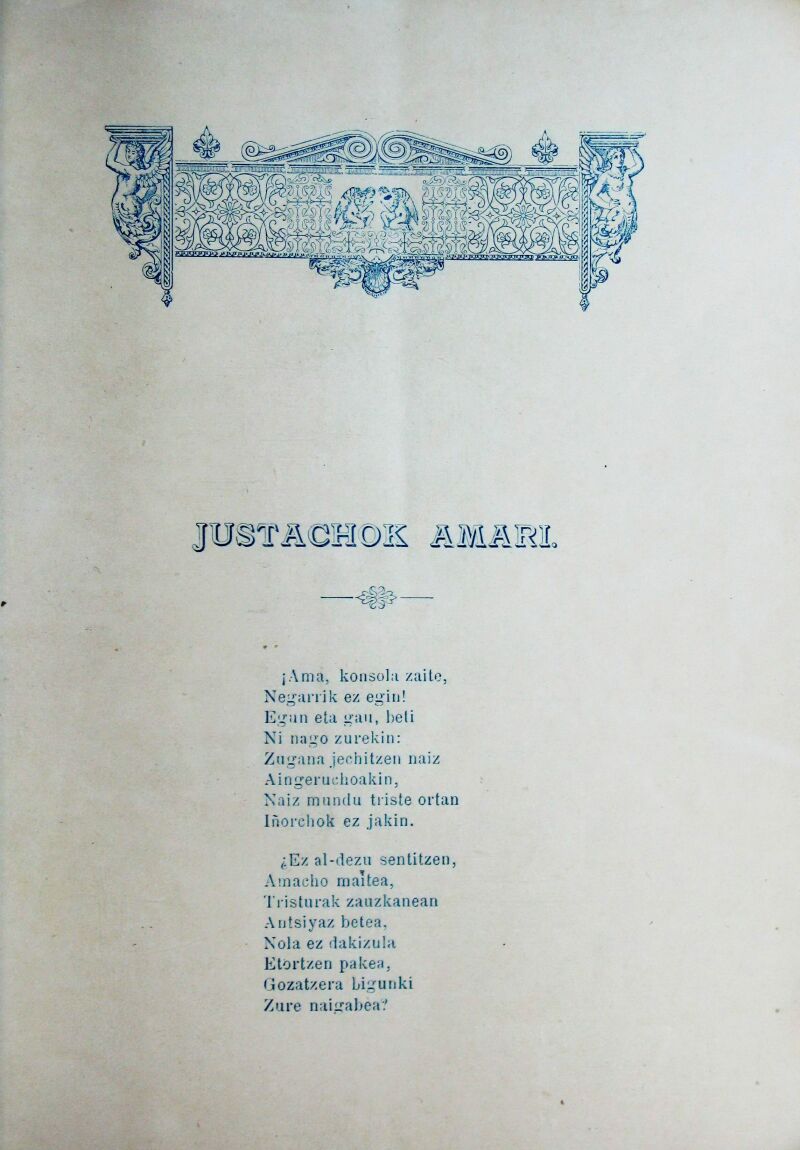 JUSTACHOK AMARI.
¡Ama, konsola zaite,
Negarrik ez egin!
Egun eta gau, beti
Ni nago zurekin:
Zugana jechitzen naiz
Aingeruchoakin,
Naiz mundu triste ortan
Iñorchok ez jakin.
¿Ez al-dezu sentitzen,
Amacho maitea,
Tristurak zauzkanean
Antsiyaz betea,
Nola ez dakizula
Etortzen pakea,
Gozatzera bigunki
Zure naigabea?